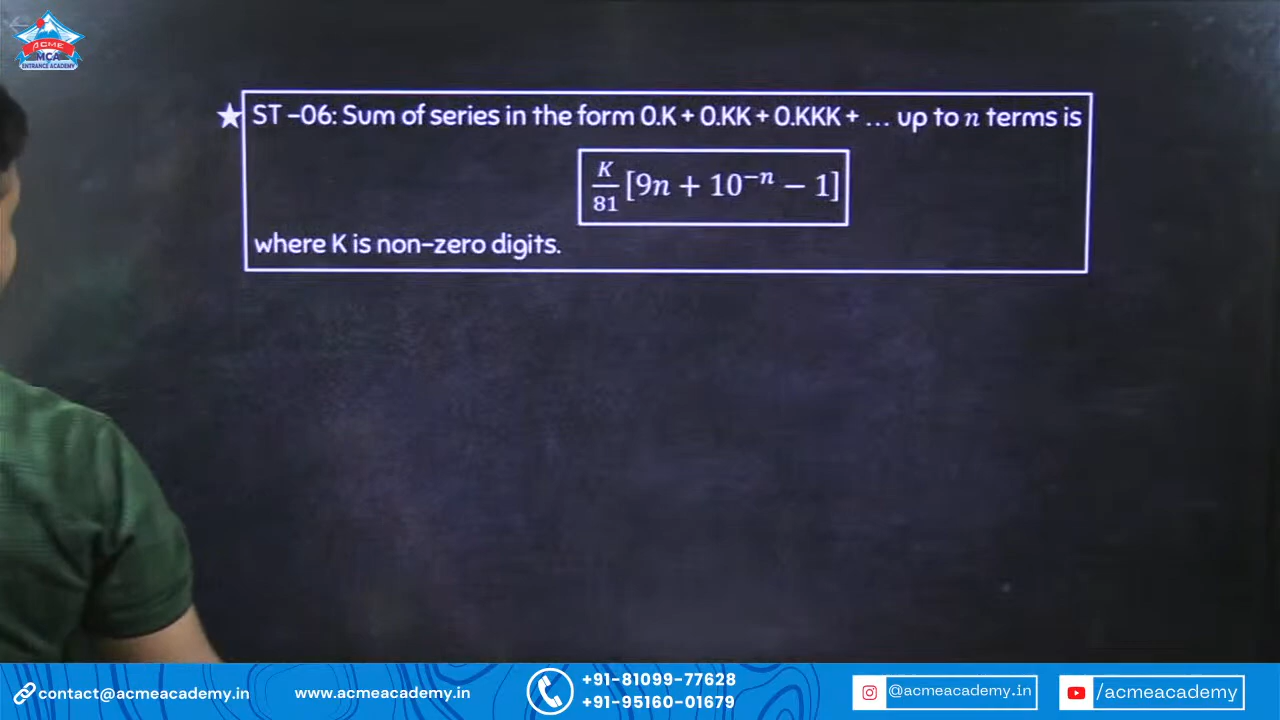 ACME
MCA
ENTRANCE ACADEMY
★ ST –06: Sum of series in the form 0.K + 0.KK + 0.KKK + … up to n terms is
K/81 [9n + 10⁻ⁿ − 1]
where K is non-zero digits.
contact@acmeacademy.in
www.acmeacademy.in
+91-81099-77628
+91-95160-01679
@acmeacademy.in
/acmeacademy